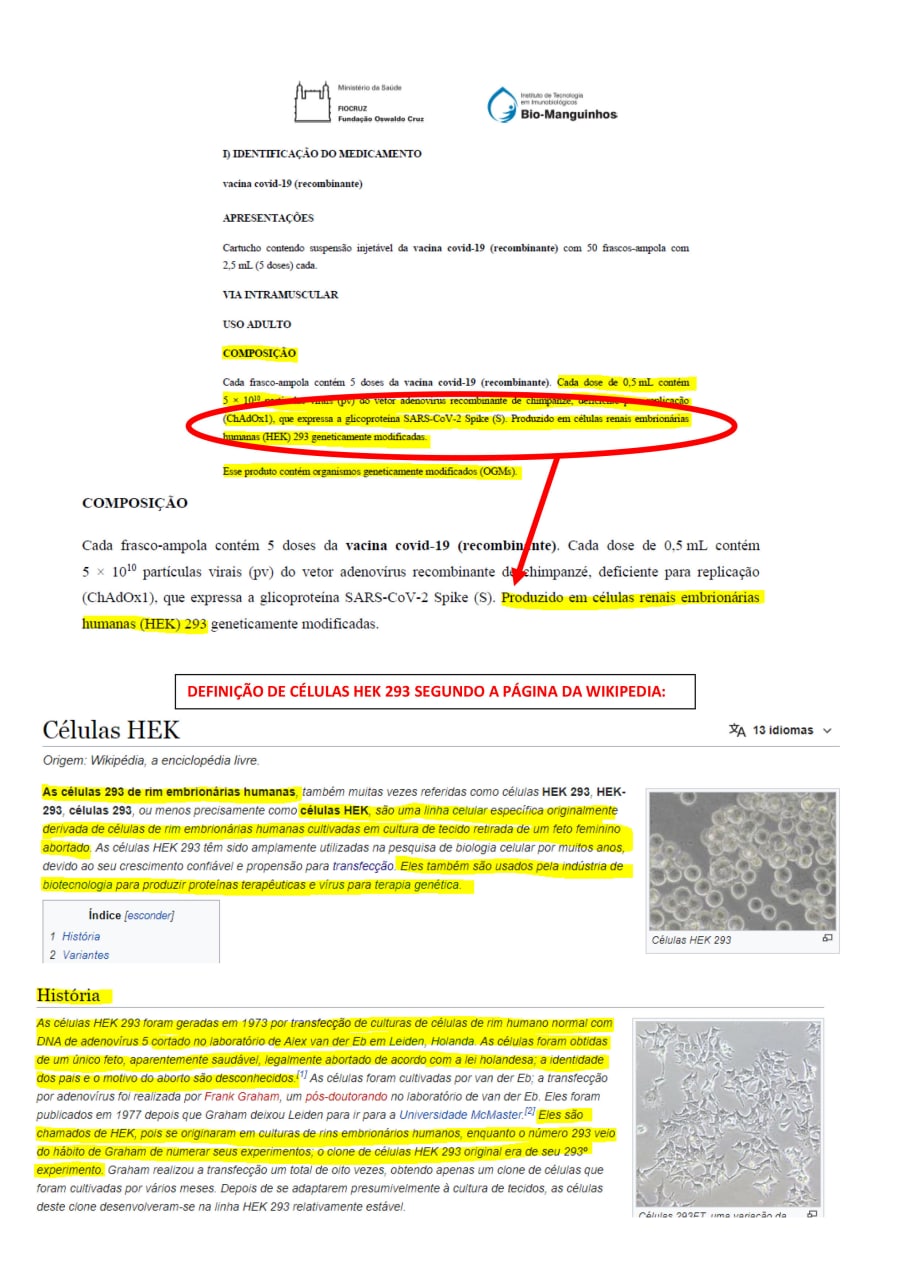 Ministério da Saúde
FIOCRUZ
Fundação Oswaldo Cruz
Instituto de Tecnologia
em Imunobiológicos
Bio-Manguinhos
I) IDENTIFICAÇÃO DO MEDICAMENTO
vacina covid-19 (recombinante)
APRESENTAÇÕES
Cartucho contendo suspensão injetável da vacina covid-19 (recombinante) com 50 frascos-ampola com
2,5 mL (5 doses) cada.
VIA INTRAMUSCULAR
USO ADULTO
COMPOSIÇÃO
Cada frasco-ampola contém 5 doses da vacina covid-19 (recombinante). Cada dose de 0,5 mL contém
5 × 10¹⁰ partículas virais (pv) do vetor adenovírus recombinante de chimpanzé, deficiente para replicação
(ChAdOx1), que expressa a glicoproteína SARS-CoV-2 Spike (S). Produzido em células renais embrionárias
humanas (HEK) 293 geneticamente modificadas.
Esse produto contém organismos geneticamente modificados (OGMs).
COMPOSIÇÃO
Cada frasco-ampola contém 5 doses da vacina covid-19 (recombinante). Cada dose de 0,5 mL contém
5 × 10¹⁰ partículas virais (pv) do vetor adenovírus recombinante de chimpanzé, deficiente para replicação
(ChAdOx1), que expressa a glicoproteína SARS-CoV-2 Spike (S). Produzido em células renais embrionárias
humanas (HEK) 293 geneticamente modificadas.
DEFINIÇÃO DE CÉLULAS HEK 293 SEGUNDO A PÁGINA DA WIKIPEDIA:
Células HEK
13 idiomas
Origem: Wikipédia, a enciclopédia livre.
As células 293 de rim embrionárias humanas, também muitas vezes referidas como células HEK 293, HEK-
293, células 293, ou menos precisamente como células HEK, são uma linha celular específica originalmente
derivada de células de rim embrionárias humanas cultivadas em cultura de tecido retirada de um feto feminino
abortado. As células HEK 293 têm sido amplamente utilizadas na pesquisa de biologia celular por muitos anos,
devido ao seu crescimento confiável e propensão para transfecção. Eles também são usados pela indústria de
biotecnologia para produzir proteínas terapêuticas e vírus para terapia genética.
Células HEK 293
Índice [esconder]
1 História
2 Variantes
História
As células HEK 293 foram geradas em 1973 por transfecção de culturas de células de rim humano normal com
DNA de adenovírus 5 cortado no laboratório de Alex van der Eb em Leiden, Holanda. As células foram obtidas
de um único feto, aparentemente saudável, legalmente abortado de acordo com a lei holandesa; a identidade
dos pais e o motivo do aborto são desconhecidos.[1] As células foram cultivadas por van der Eb; a transfecção
por adenovírus foi realizada por Frank Graham, um pós-doutorando no laboratório de van der Eb. Eles foram
publicados em 1977 depois que Graham deixou Leiden para ir para a Universidade McMaster.[2] Eles são
chamados de HEK, pois se originaram em culturas de rins embrionários humanos, enquanto o número 293 veio
do hábito de Graham de numerar seus experimentos; o clone de células HEK 293 original era de seu 293º
experimento. Graham realizou a transfecção um total de oito vezes, obtendo apenas um clone de células que
foram cultivadas por vários meses. Depois de se adaptarem presumivelmente à cultura de tecidos, as células
deste clone desenvolveram-se na linha HEK 293 relativamente estável.
Células 293FT, uma variação da